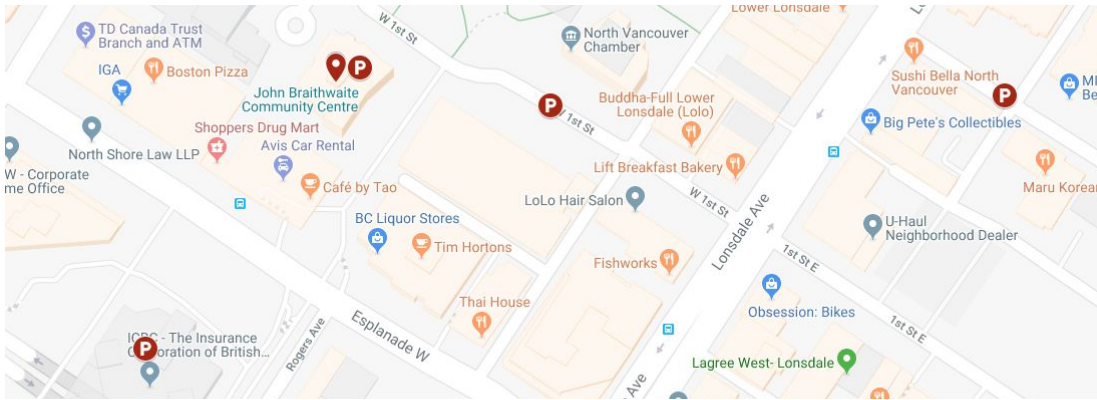 Lower Lonsdale
W 1st St
TD Canada Trust
Branch and ATM
North Vancouver
Chamber
IGA
Boston Pizza
Sushi Bella North
Vancouver
P
John Braithwaite
Community Centre
P
W 1st St
Buddha-Full Lower
Lonsdale (Lolo)
P
Big Pete's Collectibles
Shoppers Drug Mart
North Shore Law LLP
Avis Car Rental
Lift Breakfast Bakery
W - Corporate
me Office
Café by Tao
Maru Korean
LoLo Hair Salon
W 1st St
BC Liquor Stores
Tim Hortons
U-Haul
Neighborhood Dealer
Lonsdale Ave
Fishworks
1st St E
Thai House
Obsession: Bikes
1st St E
Esplanade W
Rogers Ave
P
ICBC - The Insurance
Corporation of British...
Lagree West- Lonsdale
Ave